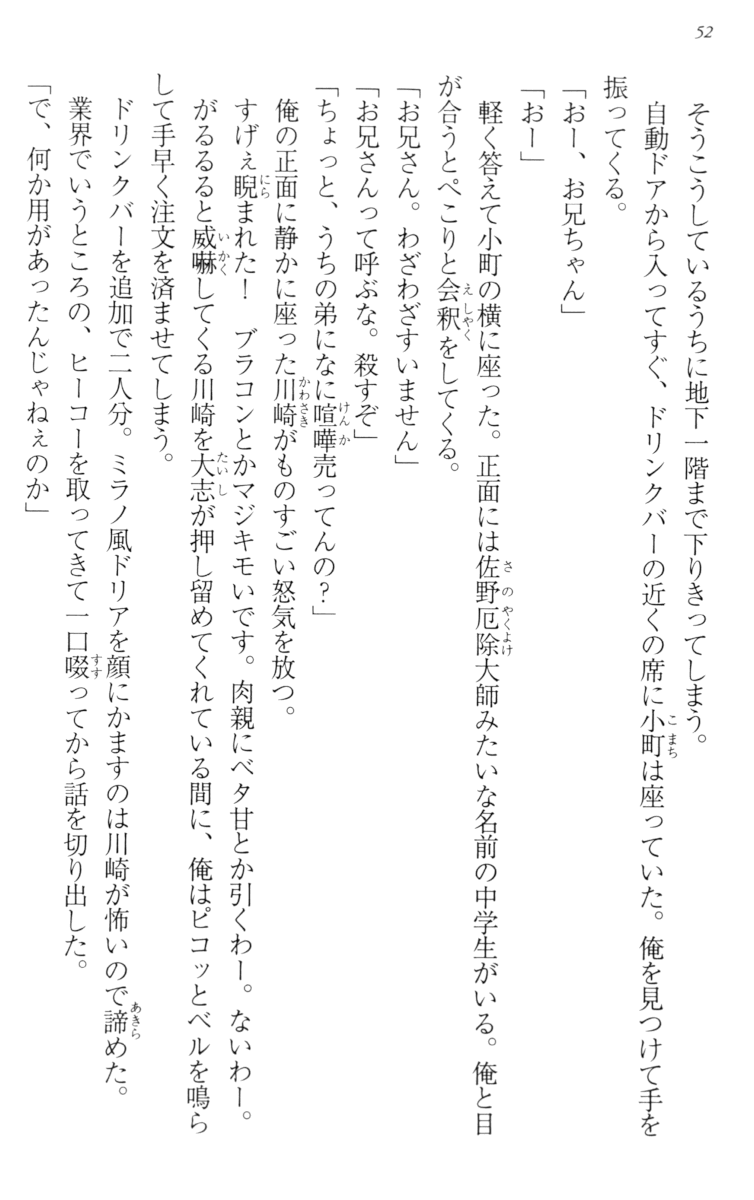 52
そうこうしているうちに地下一階まで下りきってしまう。
自動ドアから入ってすぐ、ドリンクバーの近くの席に小町は座っていた。俺を見つけて手を
振ってくる。
「おー、お兄ちゃん」
「おー」
軽く答えて小町の横に座った。正面には佐野厄除大師みたいな名前の中学生がいる。俺と目
が合うとぺこりと会釈をしてくる。
「お兄さん。わざわざすいません」
「お兄さんって呼ぶな。殺すぞ」
「ちょっと、うちの弟になに喧嘩売ってんの？」
俺の正面に静かに座った川崎がものすごい怒気を放つ。
すげぇ睨まれた！　ブラコンとかマジキモいです。肉親にベタ甘とか引くわー。ないわー。
がるるると威嚇してくる川崎を大志が押し留めてくれている間に、俺はピコッとベルを鳴ら
して手早く注文を済ませてしまう。
ドリンクバーを追加で二人分。ミラノ風ドリアを顔にかますのは川崎が怖いので諦めた。
業界でいうところの、ヒーコーを取ってきて一口啜ってから話を切り出した。
「で、何か用があったんじゃねぇのか」